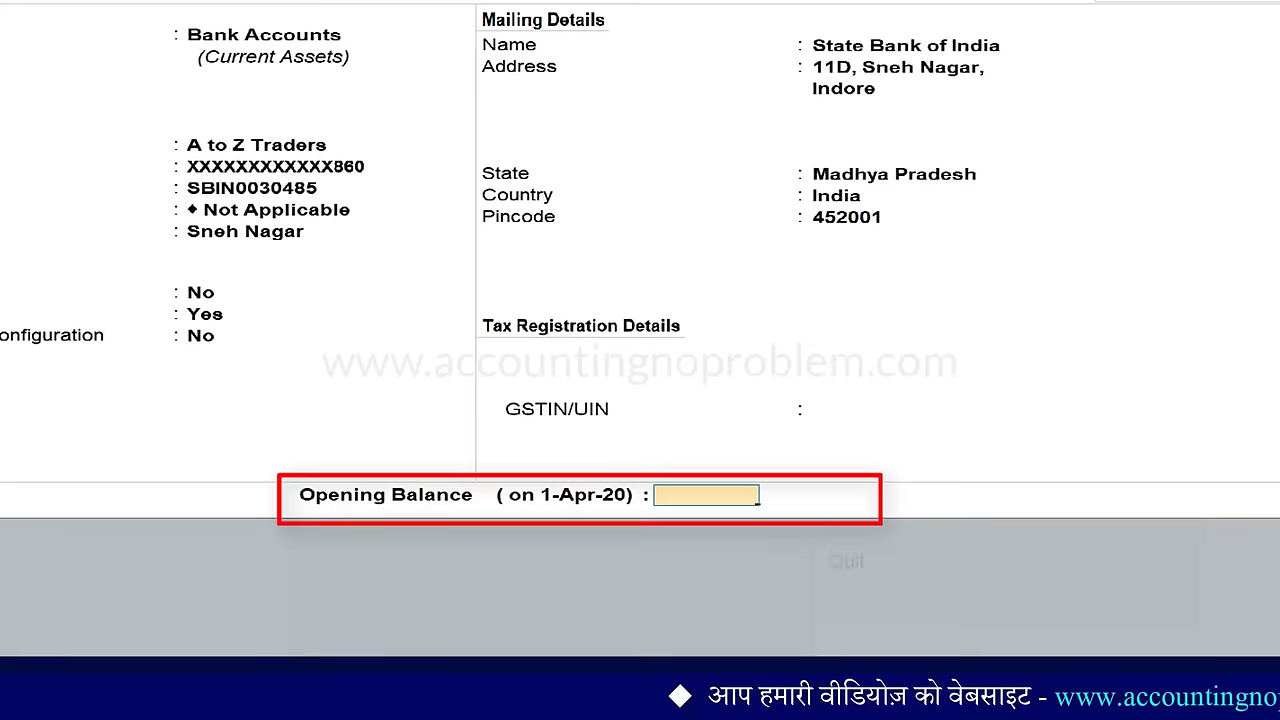 : Bank Accounts
(Current Assets)
: A to Z Traders
: XXXXXXXXXXXX860
: SBIN0030485
: ♦ Not Applicable
: Sneh Nagar
: No
: Yes
onfiguration : No
Mailing Details
Name : State Bank of India
Address : 11D, Sneh Nagar,
Indore
State : Madhya Pradesh
Country : India
Pincode : 452001
Tax Registration Details
www.accountingnoproblem.com
GSTIN/UIN :
Opening Balance ( on 1-Apr-20) :
Quit
◆ आप हमारी वीडियोज़ को वेबसाइट - www.accountingno